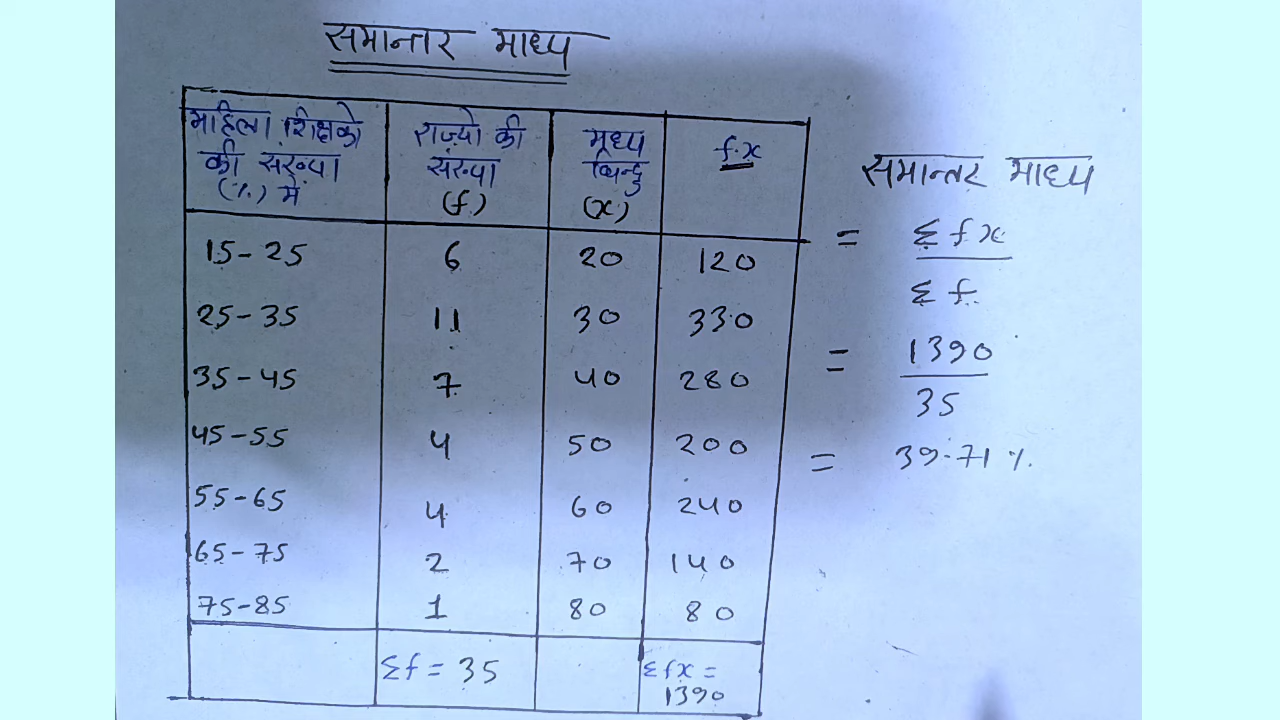 समान्तर माध्य
महिला शिक्षको की संख्या (%) में
राज्यो की संख्या (f)
मध्य बिन्दु (x)
f.x
15-25 6 20 120
25-35 11 30 330
35-45 7 40 280
45-55 4 50 200
55-65 4 60 240
65-75 2 70 140
75-85 1 80 80
Σf = 35
Σfx = 1390
समान्तर माध्य
= Σfx
Σf
= 1390
35
= 39.71%